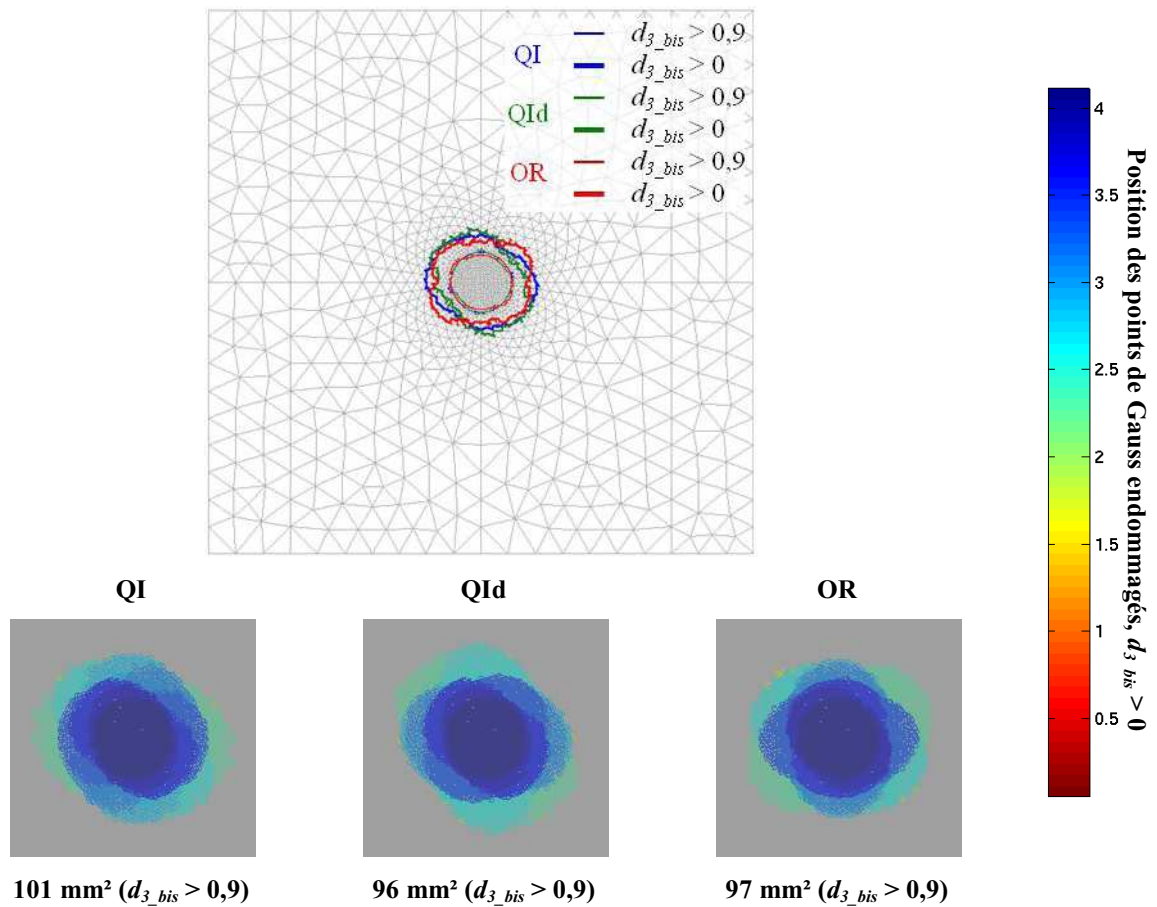 QI
d3_bis > 0,9
d3_bis > 0
QId
d3_bis > 0,9
d3_bis > 0
OR
d3_bis > 0,9
d3_bis > 0
4
3.5
3
2.5
2
1.5
1
0.5
Position des points de Gauss endommagés, d3_bis > 0
QI
QId
OR
101 mm² (d3_bis > 0,9)
96 mm² (d3_bis > 0,9)
97 mm² (d3_bis > 0,9)